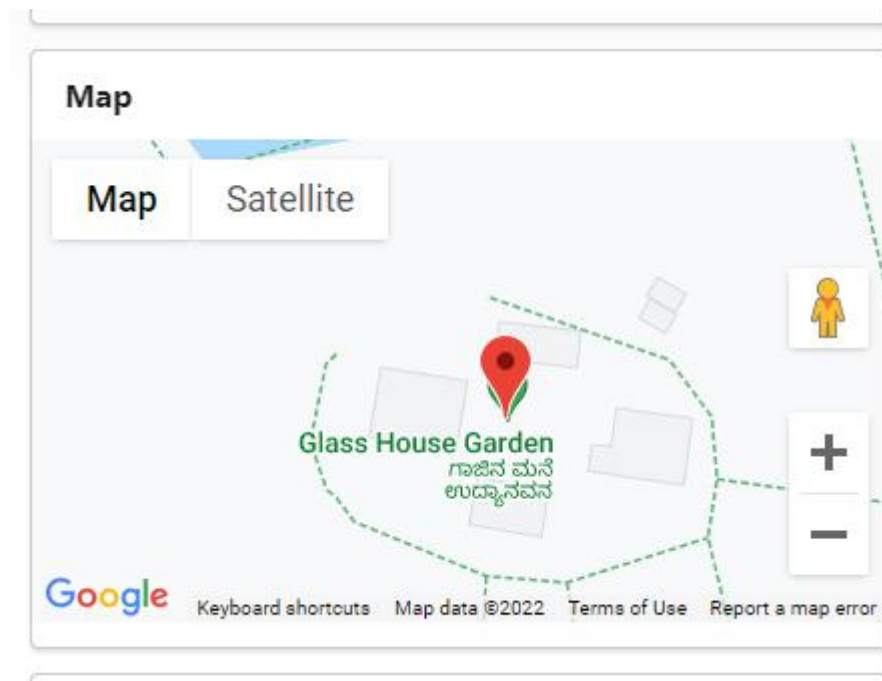 Map
Map Satellite
Glass House Garden
ಗಾಜಿನ ಮನೆ
ಉದ್ಯಾನವನ
Google Keyboard shortcuts Map data ©2022 Terms of Use Report a map error